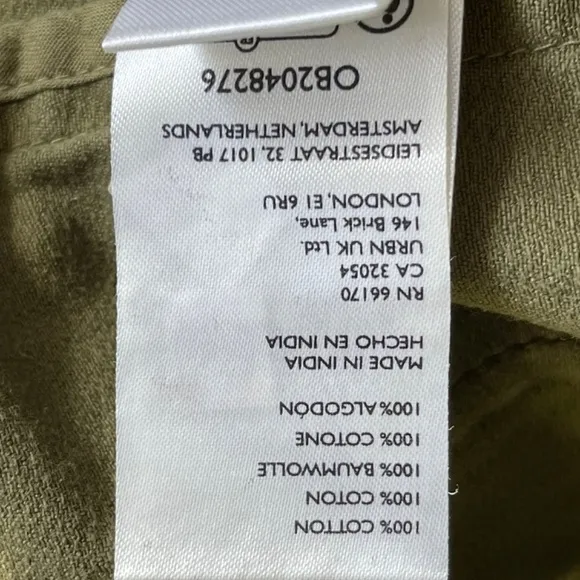 100% COTTON
100% COTON
100% BAUMWOLLE
100% COTONE
100% ALGODÓN
MADE IN INDIA
HECHO EN INDIA
RN 66170
CA 32054
URBN UK Ltd.
146 Brick Lane,
LONDON, E1 6RU
LEIDSESTRAAT 32, 1017 PB
AMSTERDAM, NETHERLANDS
OB2048276